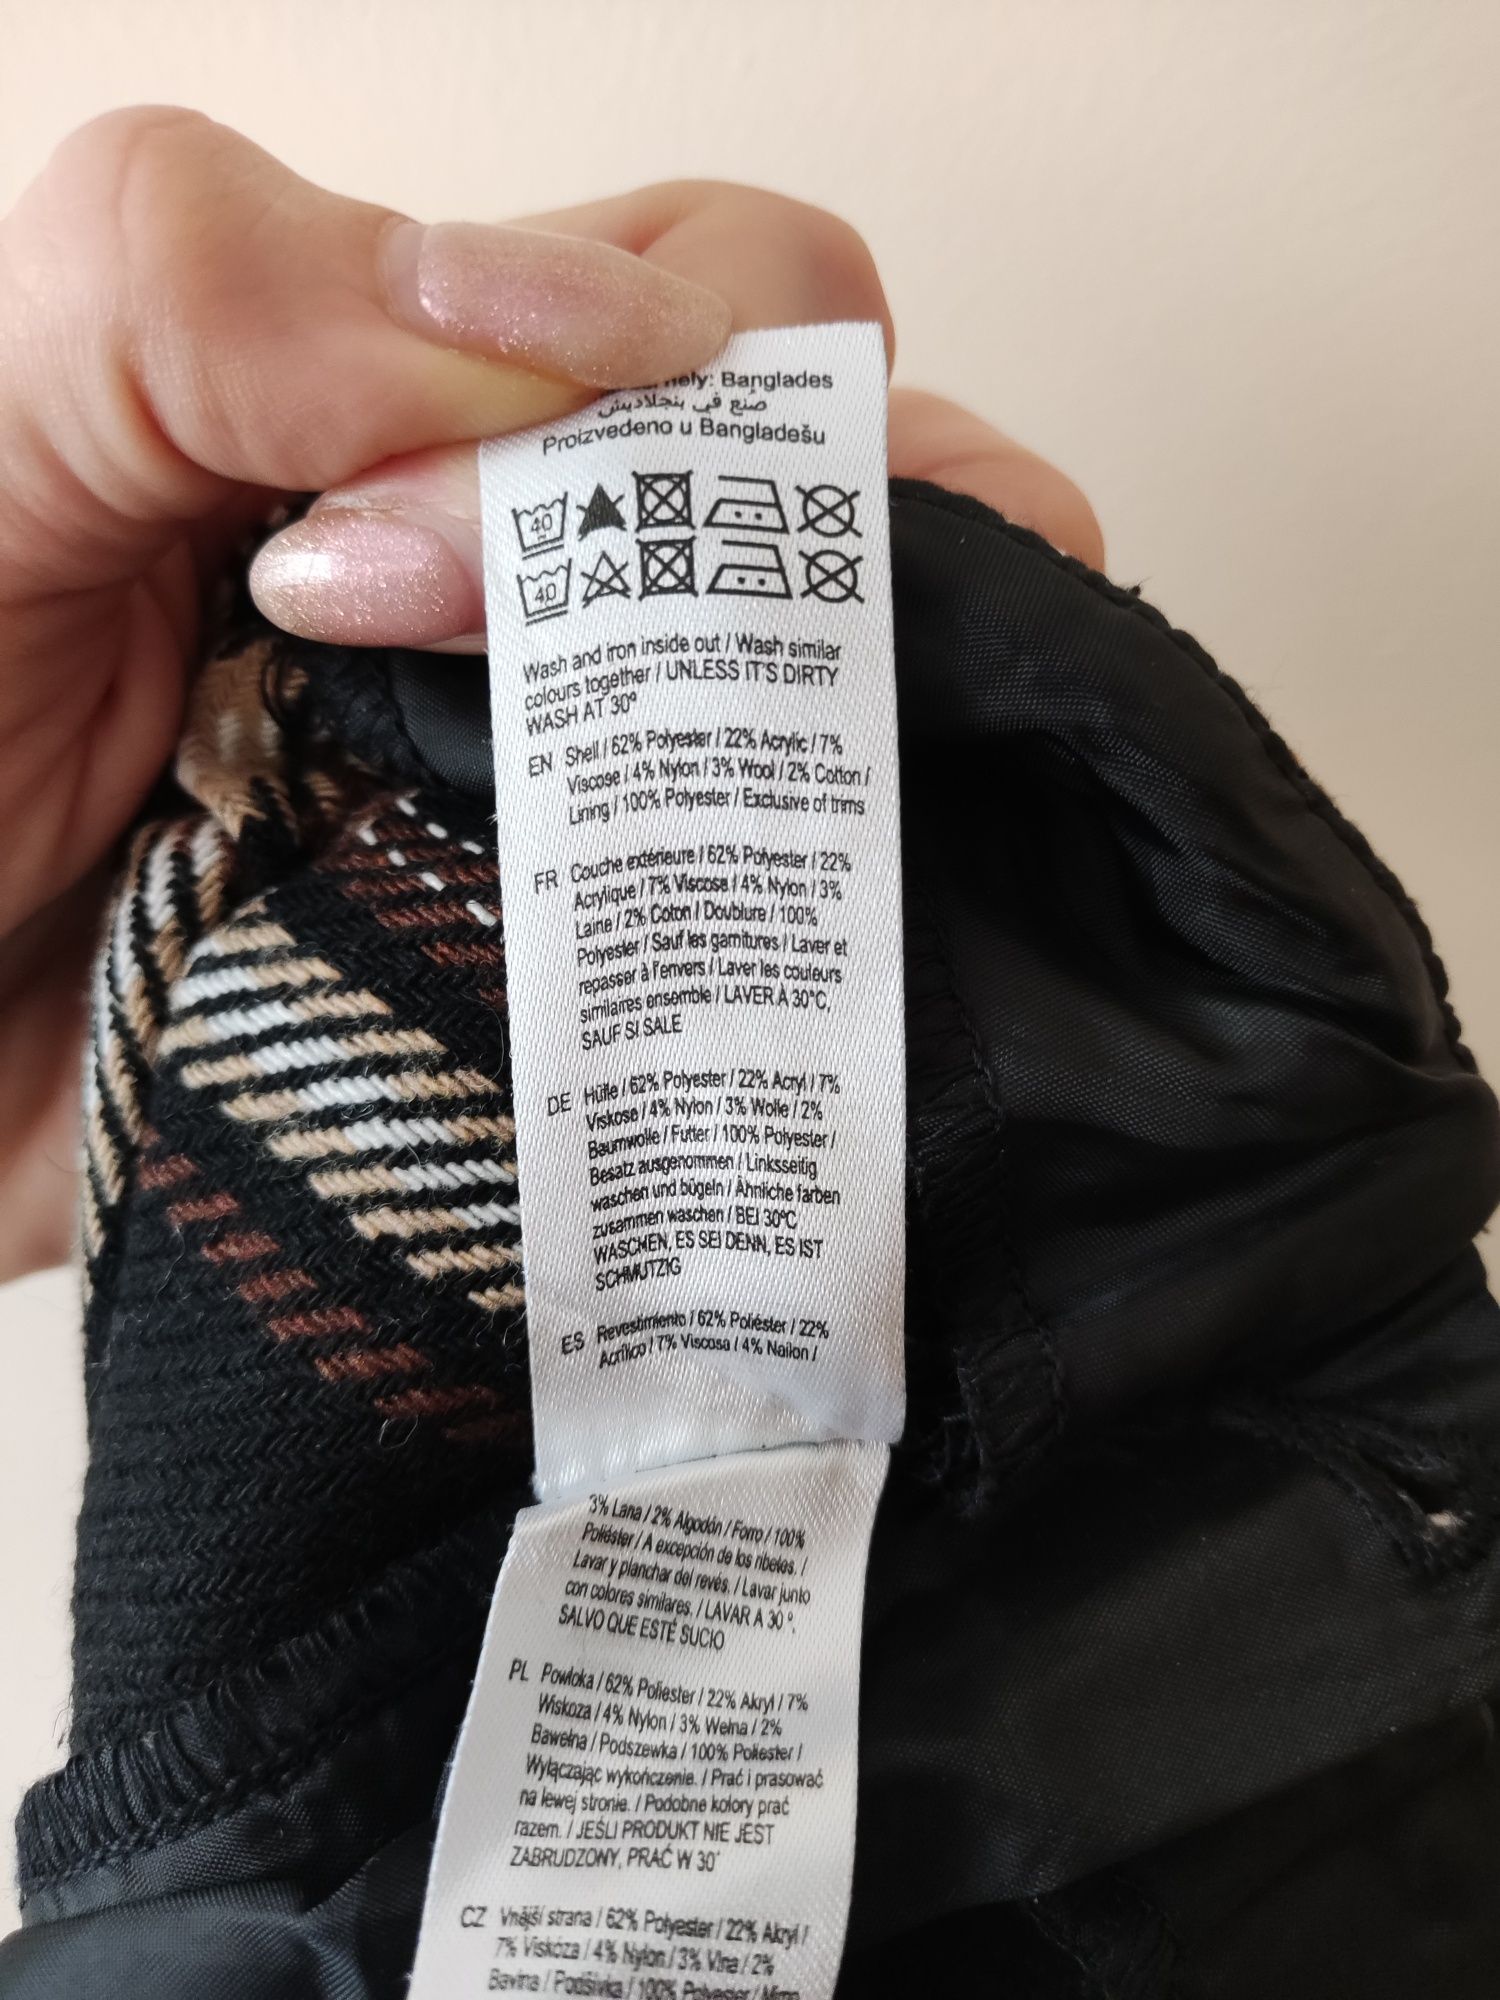 hely: Banglades
صنع في بنجلاديش
Proizvedeno u Bangladešu
40
40
Wash and iron inside out / Wash similar
colours together / UNLESS IT'S DIRTY
WASH AT 30°
EN Shell / 62% Polyester / 22% Acrylic / 7%
Viscose / 4% Nylon / 3% Wool / 2% Cotton /
Lining / 100% Polyester / Exclusive of trims
FR Couche extérieure / 62% Polyester / 22%
Acrylique / 7% Viscose / 4% Nylon / 3%
Laine / 2% Coton / Doublure / 100%
Polyester / Sauf les garnitures / Laver et
repasser à l'envers / Laver les couleurs
similaires ensemble / LAVER À 30°C,
SAUF SI SALE
DE Hülle / 62% Polyester / 22% Acryl / 7%
Viskose / 4% Nylon / 3% Wolle / 2%
Baumwolle / Futter / 100% Polyester /
Besatz ausgenommen / Linksseitig
waschen und bügeln / Ähnliche farben
zusammen waschen / BEI 30°C
WASCHEN, ES SEI DENN, ES IST
SCHMUTZIG
ES Revestimiento / 62% Poliéster / 22%
Acrílico / 7% Viscosa / 4% Nailon /
3% Lana / 2% Algodón / Forro / 100%
Poliéster / A excepción de los ribetes. /
Lavar y planchar del revés. / Lavar junto
con colores similares. / LAVAR A 30 °,
SALVO QUE ESTÉ SUCIO
PL Powłoka / 62% Poliester / 22% Akryl / 7%
Wiskoza / 4% Nylon / 3% Wełna / 2%
Bawełna / Podszewka / 100% Poliester /
Wyłączając wykończenie. / Prać i prasować
na lewej stronie. / Podobne kolory prać
razem. / JEŚLI PRODUKT NIE JEST
ZABRUDZONY, PRAĆ W 30°
CZ Vnější strana / 62% Polyester / 22% Akryl /
7% Viskóza / 4% Nylon / 3% Vlna / 2%
Bavlna / Podšívka / 100% Polyester / Mimo